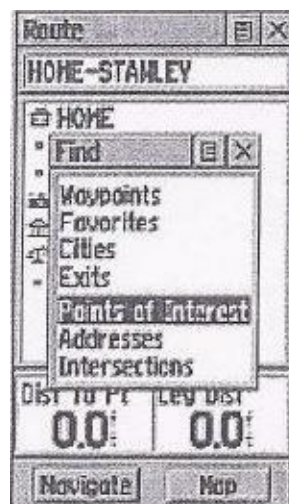 Route
HOME-STANLEY
HOME
Find
Waypoints
Favorites
Cities
Exits
Points of Interest
Addresses
Intersections
Dist To Pt
Leg Dist
0.0
0.0
Navigate
Map